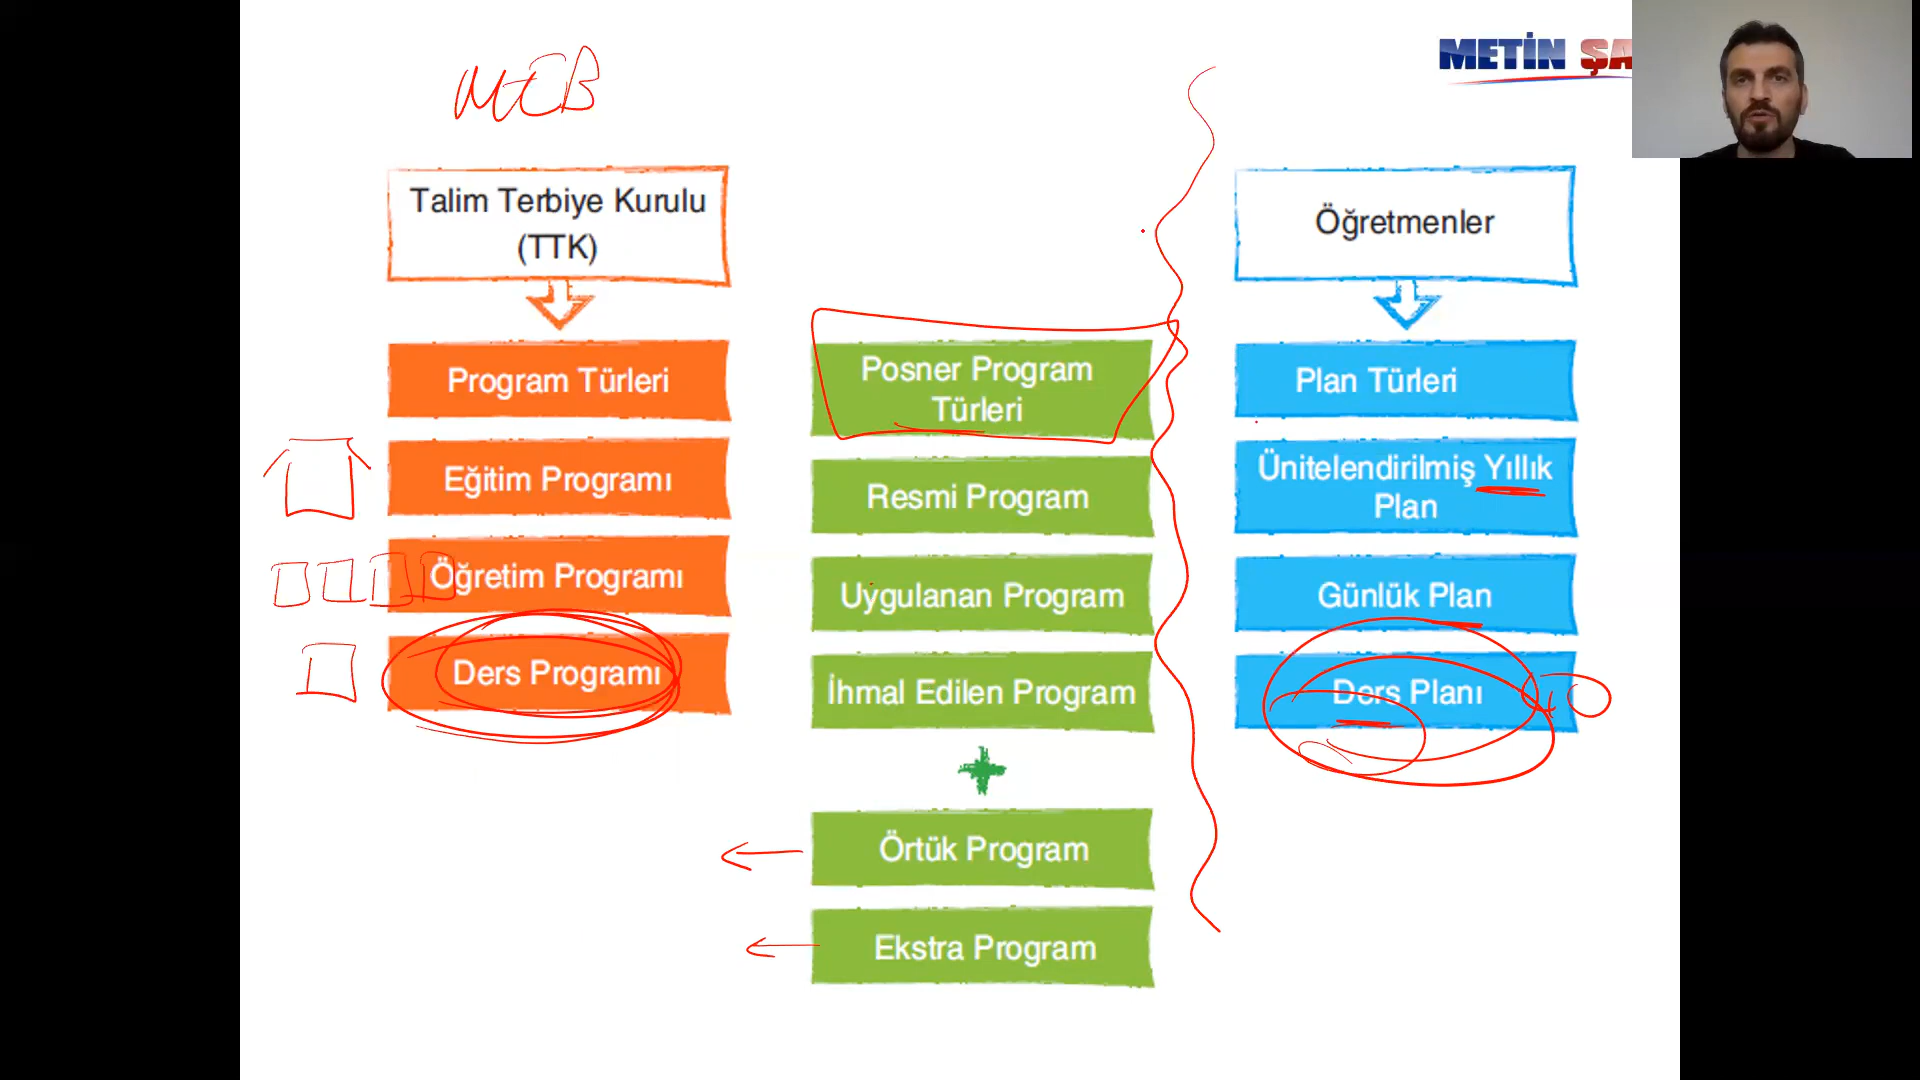 METİN ŞA
MEB
Talim Terbiye Kurulu
(TTK)
Program Türleri
Eğitim Programı
Öğretim Programı
Ders Programı
Posner Program
Türleri
Resmi Program
Uygulanan Program
İhmal Edilen Program
Örtük Program
Ekstra Program
Öğretmenler
Plan Türleri
Ünitelendirilmiş Yıllık
Plan
Günlük Plan
Ders Planı